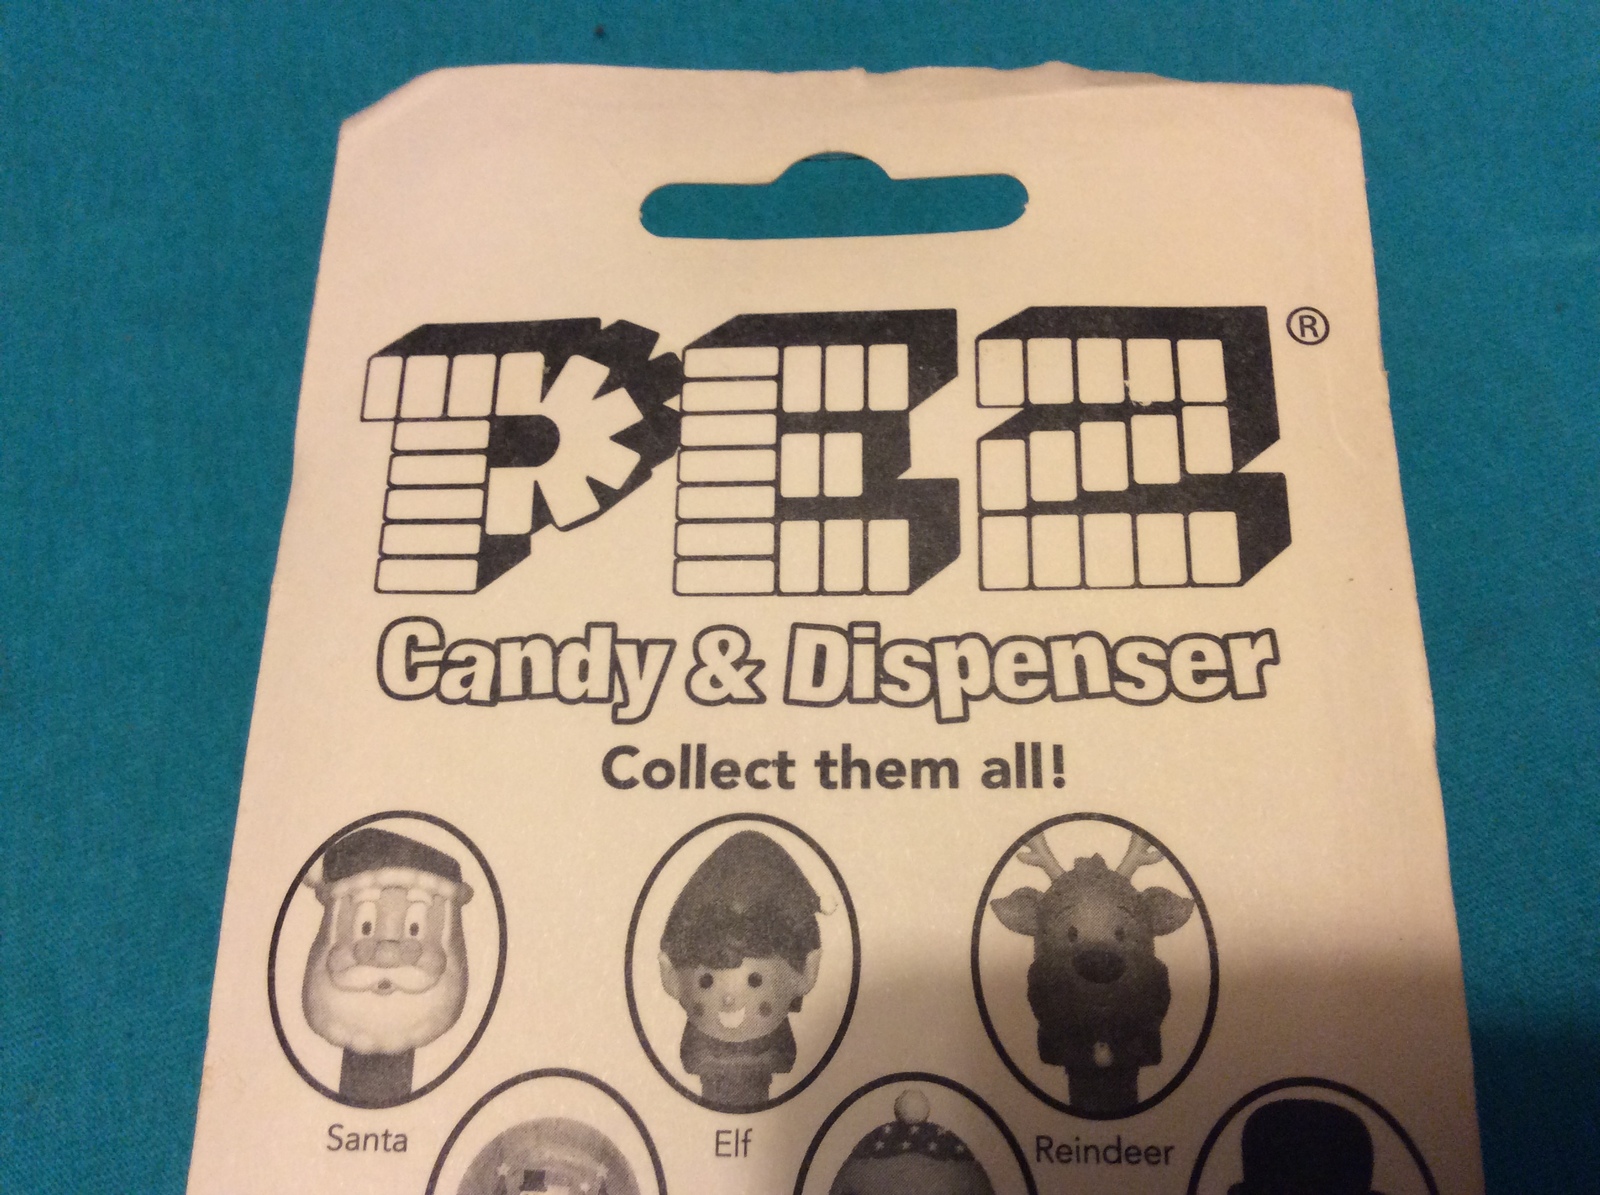 PEZ®
Candy & Dispenser
Collect them all!
Santa
Elf
Reindeer